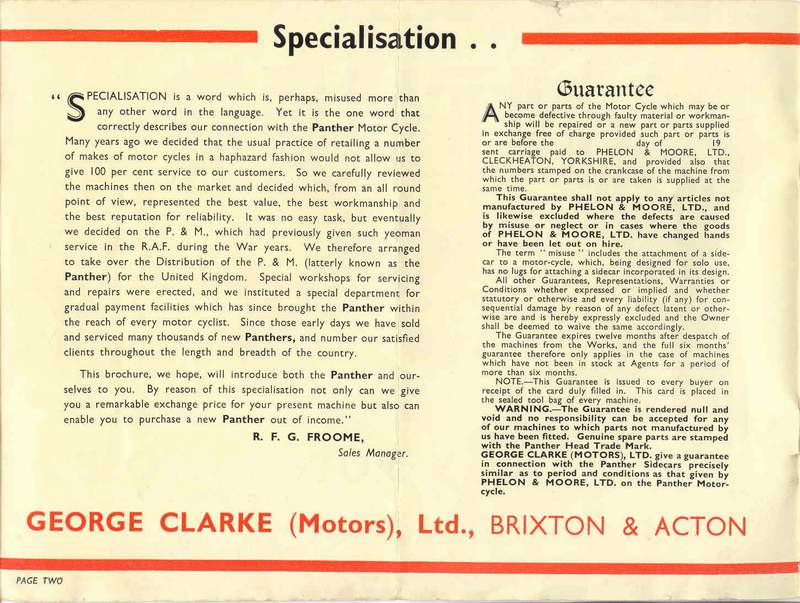 Specialisation . .
“ SPECIALISATION is a word which is, perhaps, misused more than
any other word in the language. Yet it is the one word that
correctly describes our connection with the Panther Motor Cycle.
Many years ago we decided that the usual practice of retailing a number
of makes of motor cycles in a haphazard fashion would not allow us to
give 100 per cent service to our customers. So we carefully reviewed
the machines then on the market and decided which, from an all round
point of view, represented the best value, the best workmanship and
the best reputation for reliability. It was no easy task, but eventually
we decided on the P. & M., which had previously given such yeoman
service in the R.A.F. during the War years. We therefore arranged
to take over the Distribution of the P. & M. (latterly known as the
Panther) for the United Kingdom. Special workshops for servicing
and repairs were erected, and we instituted a special department for
gradual payment facilities which has since brought the Panther within
the reach of every motor cyclist. Since those early days we have sold
and serviced many thousands of new Panthers, and number our satisfied
clients throughout the length and breadth of the country.
This brochure, we hope, will introduce both the Panther and our-
selves to you. By reason of this specialisation not only can we give
you a remarkable exchange price for your present machine but also can
enable you to purchase a new Panther out of income.”
R. F. G. FROOME,
Sales Manager.
Guarantee
ANY part or parts of the Motor Cycle which may be or
become defective through faulty material or workman-
ship will be repaired or a new part or parts supplied
in exchange free of charge provided such part or parts is
or are before the day of 19
sent carriage paid to PHELON & MOORE, LTD.,
CLECKHEATON, YORKSHIRE, and provided also that
the numbers stamped on the crankcase of the machine from
which the part or parts is or are taken is supplied at the
same time.
This Guarantee shall not apply to any articles not
manufactured by PHELON & MOORE, LTD., and
is likewise excluded where the defects are caused
by misuse or neglect or in cases where the goods
of PHELON & MOORE, LTD. have changed hands
or have been let out on hire.
The term “ misuse ” includes the attachment of a side-
car to a motor-cycle, which, being designed for solo use,
has no lugs for attaching a sidecar incorporated in its design.
All other Guarantees, Representations, Warranties or
Conditions whether expressed or implied and whether
statutory or otherwise and every liability (if any) for con-
sequential damage by reason of any defect latent or other-
wise are and is hereby expressly excluded and the Owner
shall be deemed to waive the same accordingly.
The Guarantee expires twelve months after despatch of
the machines from the Works, and the full six months'
guarantee therefore only applies in the case of machines
which have not been in stock at Agents for a period of
more than six months.
NOTE.—This Guarantee is issued to every buyer on
receipt of the card duly filled in. This card is placed in
the sealed tool bag of every machine.
WARNING.—The Guarantee is rendered null and
void and no responsibility can be accepted for any
of our machines to which parts not manufactured by
us have been fitted. Genuine spare parts are stamped
with the Panther Head Trade Mark.
GEORGE CLARKE (MOTORS), LTD. give a guarantee
in connection with the Panther Sidecars precisely
similar as to period and conditions as that given by
PHELON & MOORE, LTD. on the Panther Motor-
cycle.
GEORGE CLARKE (Motors), Ltd., BRIXTON & ACTON
PAGE TWO